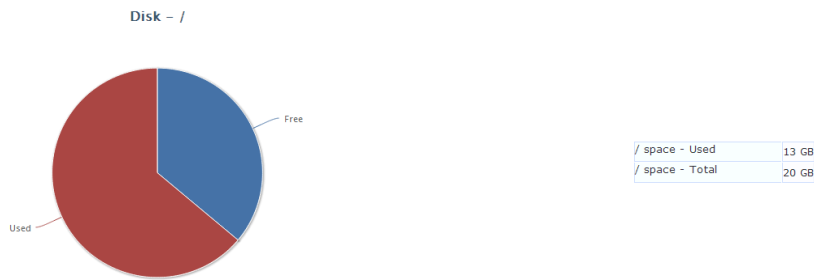 Disk - /
Free
Used
/ space - Used 13 GB
/ space - Total 20 GB